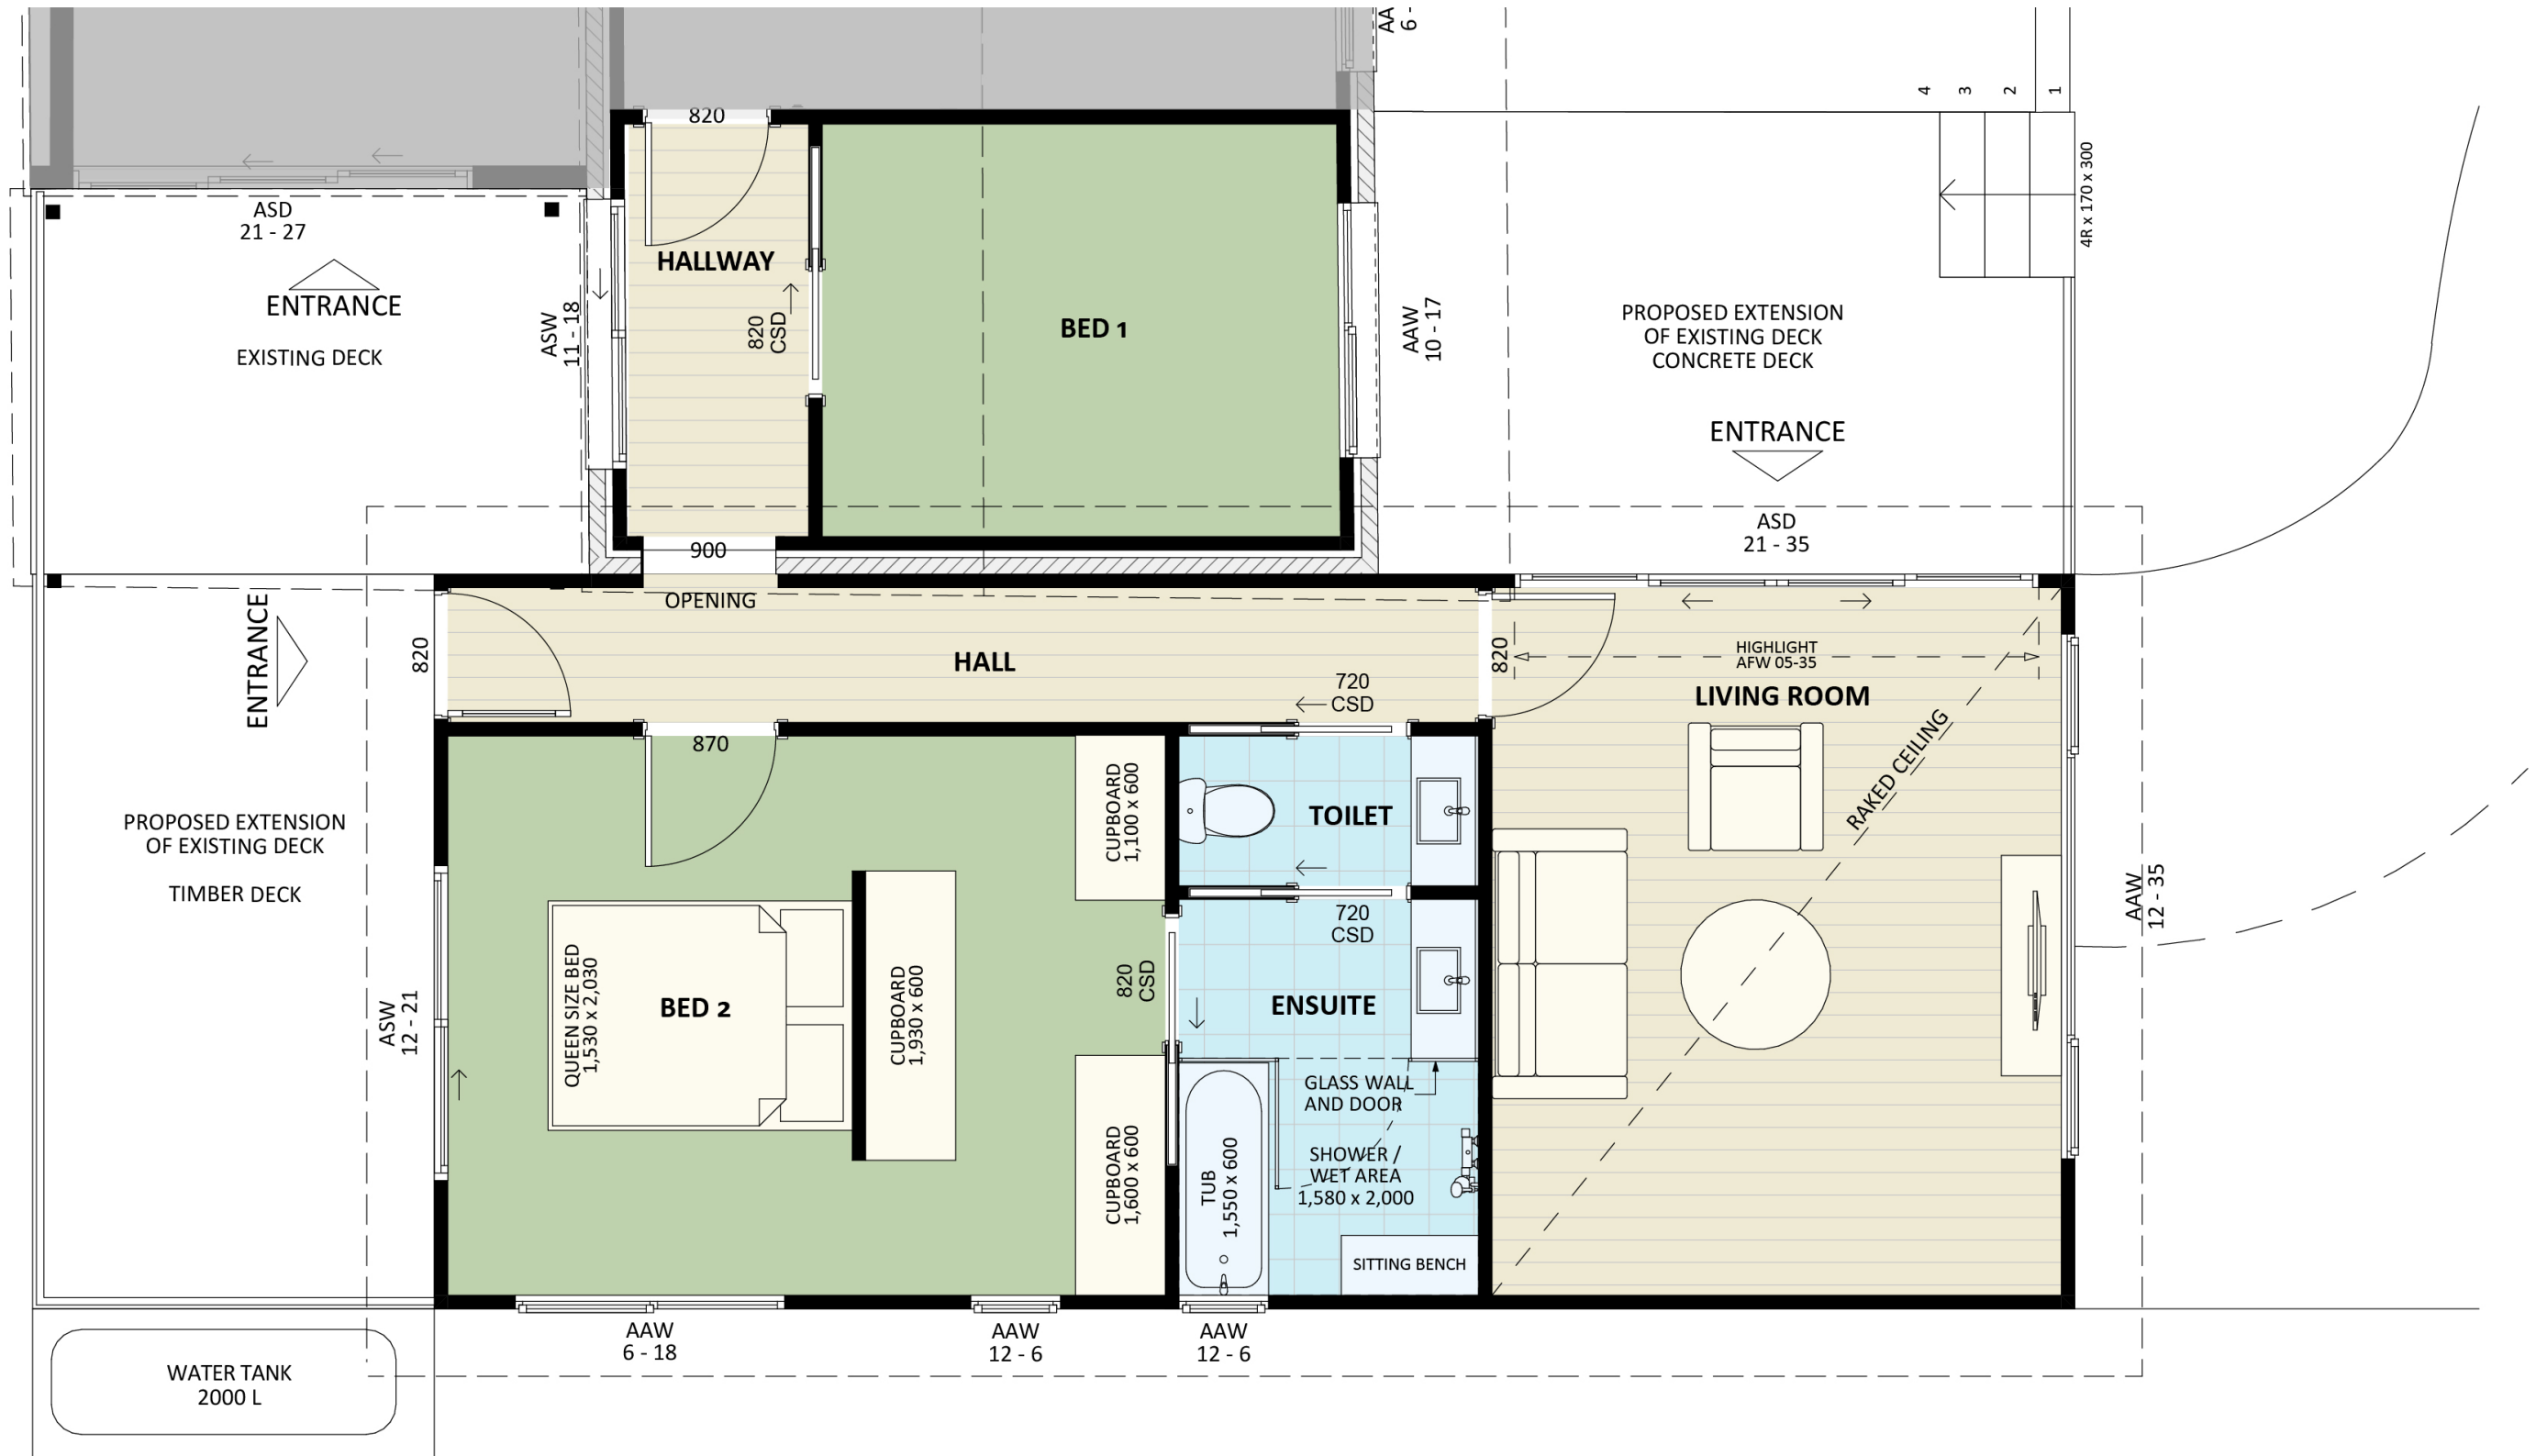 AA
6 -
4
3
2
1
4R x 170 x 300
820
ASD
21 - 27
ENTRANCE
EXISTING DECK
HALLWAY
ASW
11 - 18
820
CSD
BED 1
AAW
10 - 17
PROPOSED EXTENSION
OF EXISTING DECK
CONCRETE DECK
ENTRANCE
ASD
21 - 35
900
OPENING
ENTRANCE
820
HALL
720
CSD
820
HIGHLIGHT
AFW 05-35
LIVING ROOM
RAKED CEILING
870
CUPBOARD
1,100 x 600
TOILET
PROPOSED EXTENSION
OF EXISTING DECK
TIMBER DECK
AAW
12 - 35
720
CSD
ASW
12 - 21
QUEEN SIZE BED
1,530 x 2,030
BED 2
CUPBOARD
1,930 x 600
820
CSD
ENSUITE
GLASS WALL
AND DOOR
CUPBOARD
1,600 x 600
TUB
1,550 x 600
SHOWER /
WET AREA
1,580 x 2,000
SITTING BENCH
AAW
6 - 18
AAW
12 - 6
AAW
12 - 6
WATER TANK
2000 L